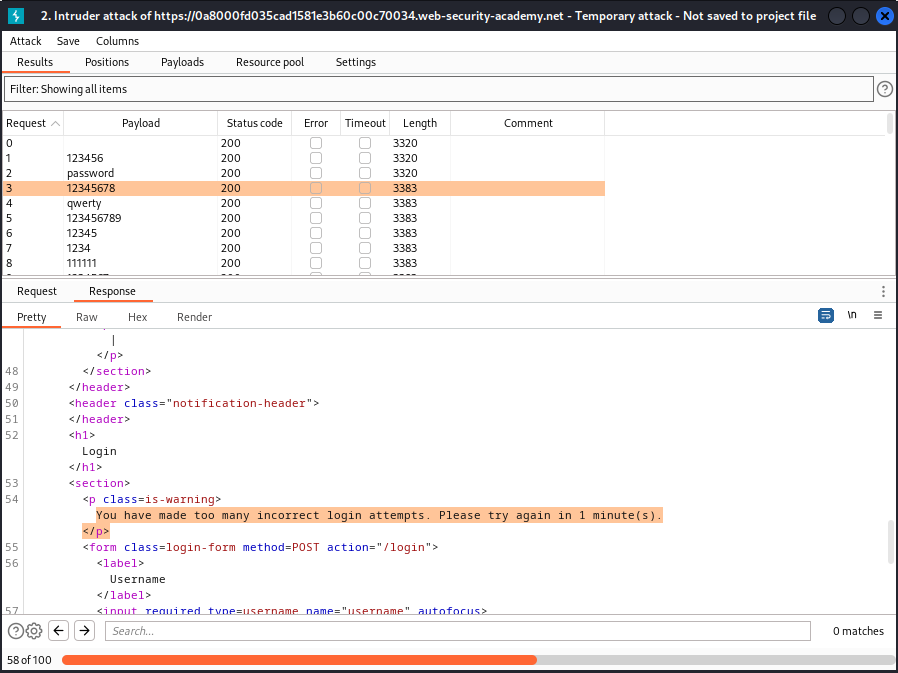 2. Intruder attack of https://0a8000fd035cad1581e3b60c00c70034.web-security-academy.net - Temporary attack - Not saved to project file
Attack Save Columns
Results Positions Payloads Resource pool Settings
Filter: Showing all items
Request Payload Status code Error Timeout Length Comment
0 200 3320
1 123456 200 3320
2 password 200 3320
3 12345678 200 3383
4 qwerty 200 3383
5 123456789 200 3383
6 12345 200 3383
7 1234 200 3383
8 111111 200 3383
Request Response
Pretty Raw Hex Render \n
|
</p>
48 </section>
49 </header>
50 <header class="notification-header">
51 </header>
52 <h1>
Login
</h1>
53 <section>
54 <p class=is-warning>
You have made too many incorrect login attempts. Please try again in 1 minute(s).
</p>
55 <form class=login-form method=POST action="/login">
56 <label>
Username
</label>
57 <input required type=username name="username" autofocus>
Search... 0 matches
58 of 100